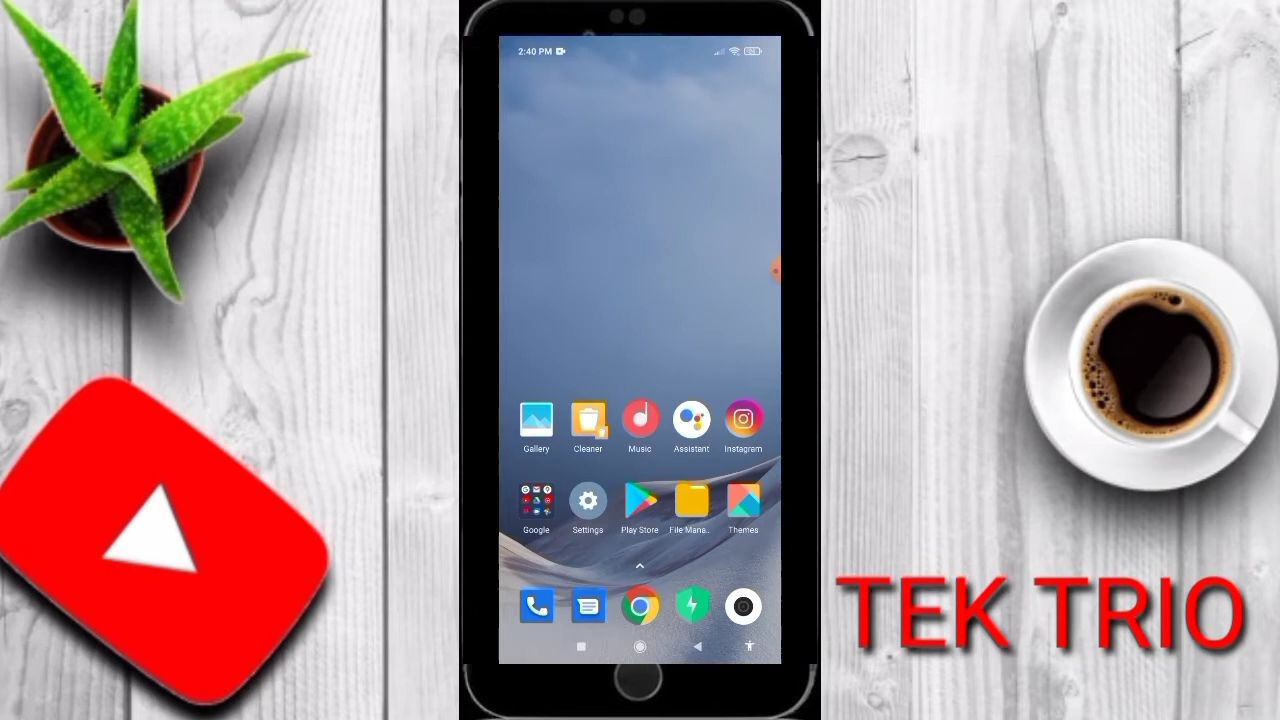 2:40 PM
Gallery
Cleaner
Music
Assistant
Instagram
Google
Settings
Play Store
File Mana..
Themes
TEK TRIO